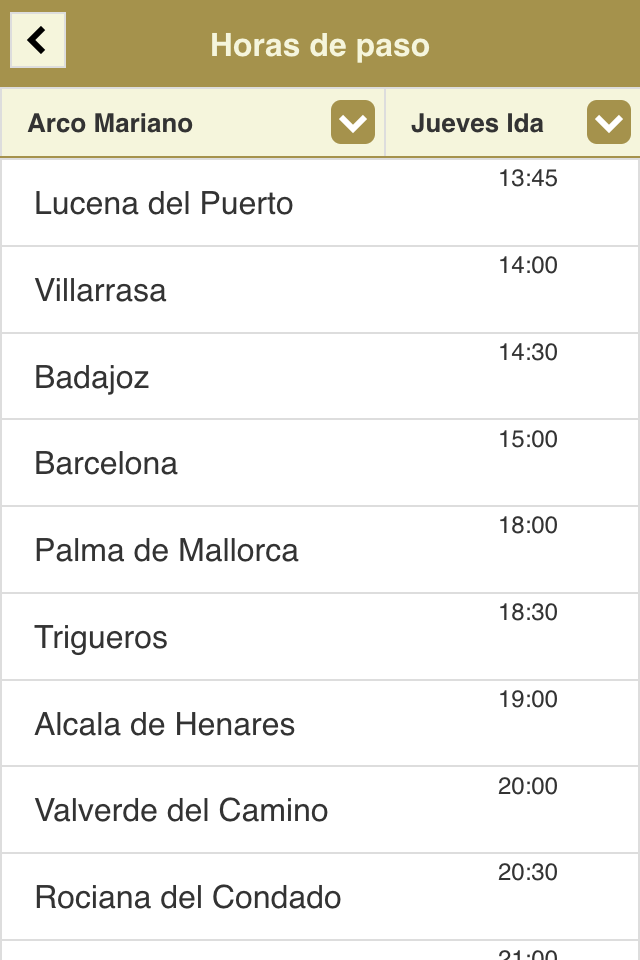 Horas de paso
Arco Mariano Jueves Ida
13:45
Lucena del Puerto
14:00
Villarrasa
14:30
Badajoz
15:00
Barcelona
18:00
Palma de Mallorca
18:30
Trigueros
19:00
Alcala de Henares
20:00
Valverde del Camino
20:30
Rociana del Condado
21:00